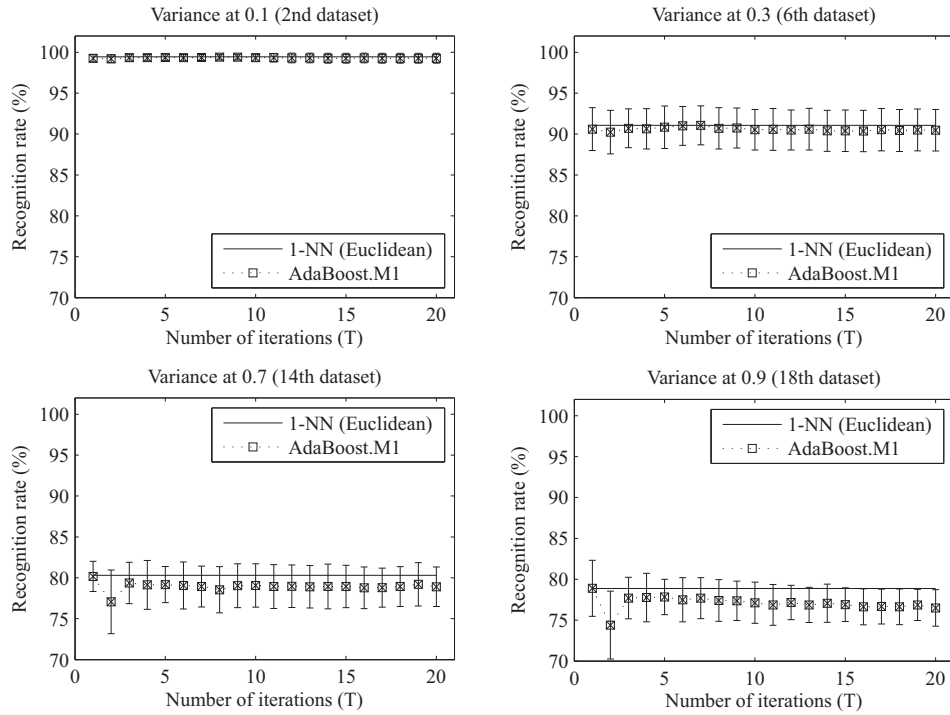 Variance at 0.1 (2nd dataset)
Recognition rate (%)
100
95
90
85
80
75
70
0 5 10 15 20
Number of iterions (T)
1-NN (Euclidean)
AdaBoost.M1
Variance at 0.3 (6th dataset)
Recognition rate (%)
100
95
90
85
80
75
70
0 5 10 15 20
Number of iterations (T)
1-NN (Euclidean)
AdaBoost.M1
Variance at 0.7 (14th dataset)
Recognition rate (%)
100
95
90
85
80
75
70
0 5 10 15 20
Number of iterations (T)
1-NN (Euclidean)
AdaBoost.M1
Variance at 0.9 (18th dataset)
Recognition rate (%)
100
95
90
85
80
75
70
0 5 10 15 20
Number of iterations (T)
1-NN (Euclidean)
AdaBoost.M1